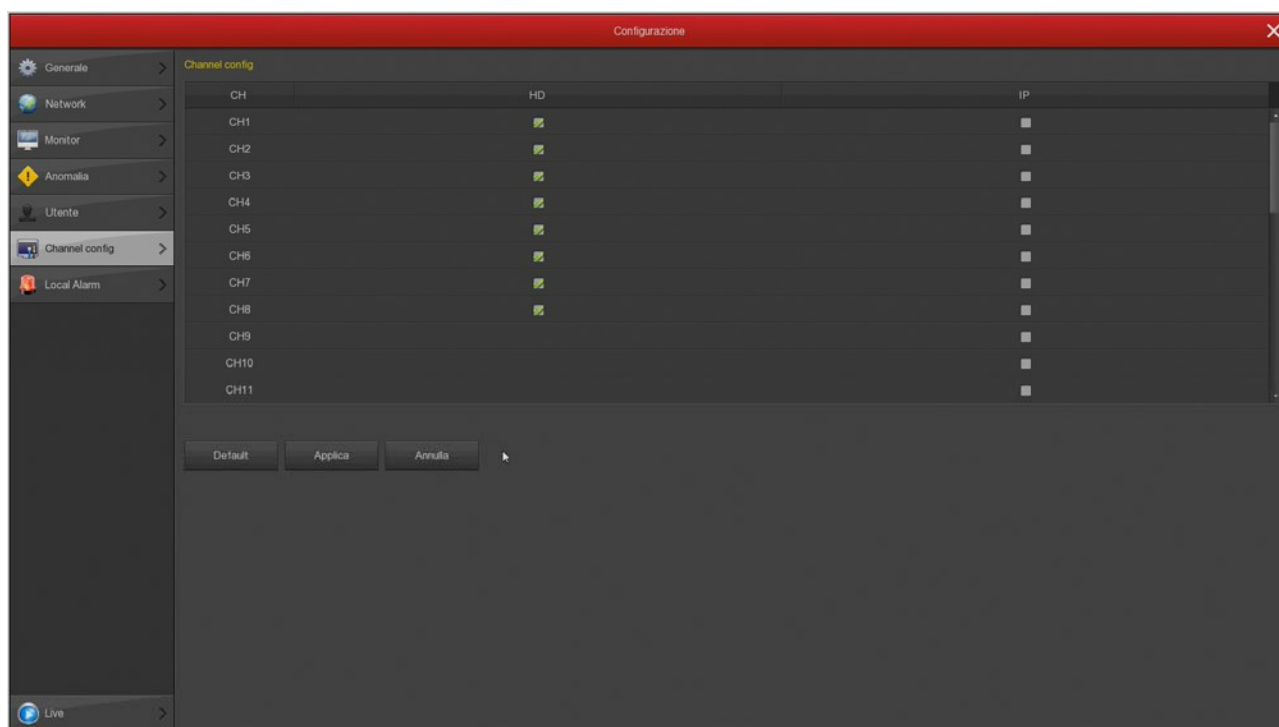 Configurazione
Generale
Network
Monitor
Anomalia
Utente
Channel config
Local Alarm
Live
Channel config
CH HD IP
CH1
CH2
CH3
CH4
CH5
CH6
CH7
CH8
CH9
CH10
CH11
Default Applica Annulla